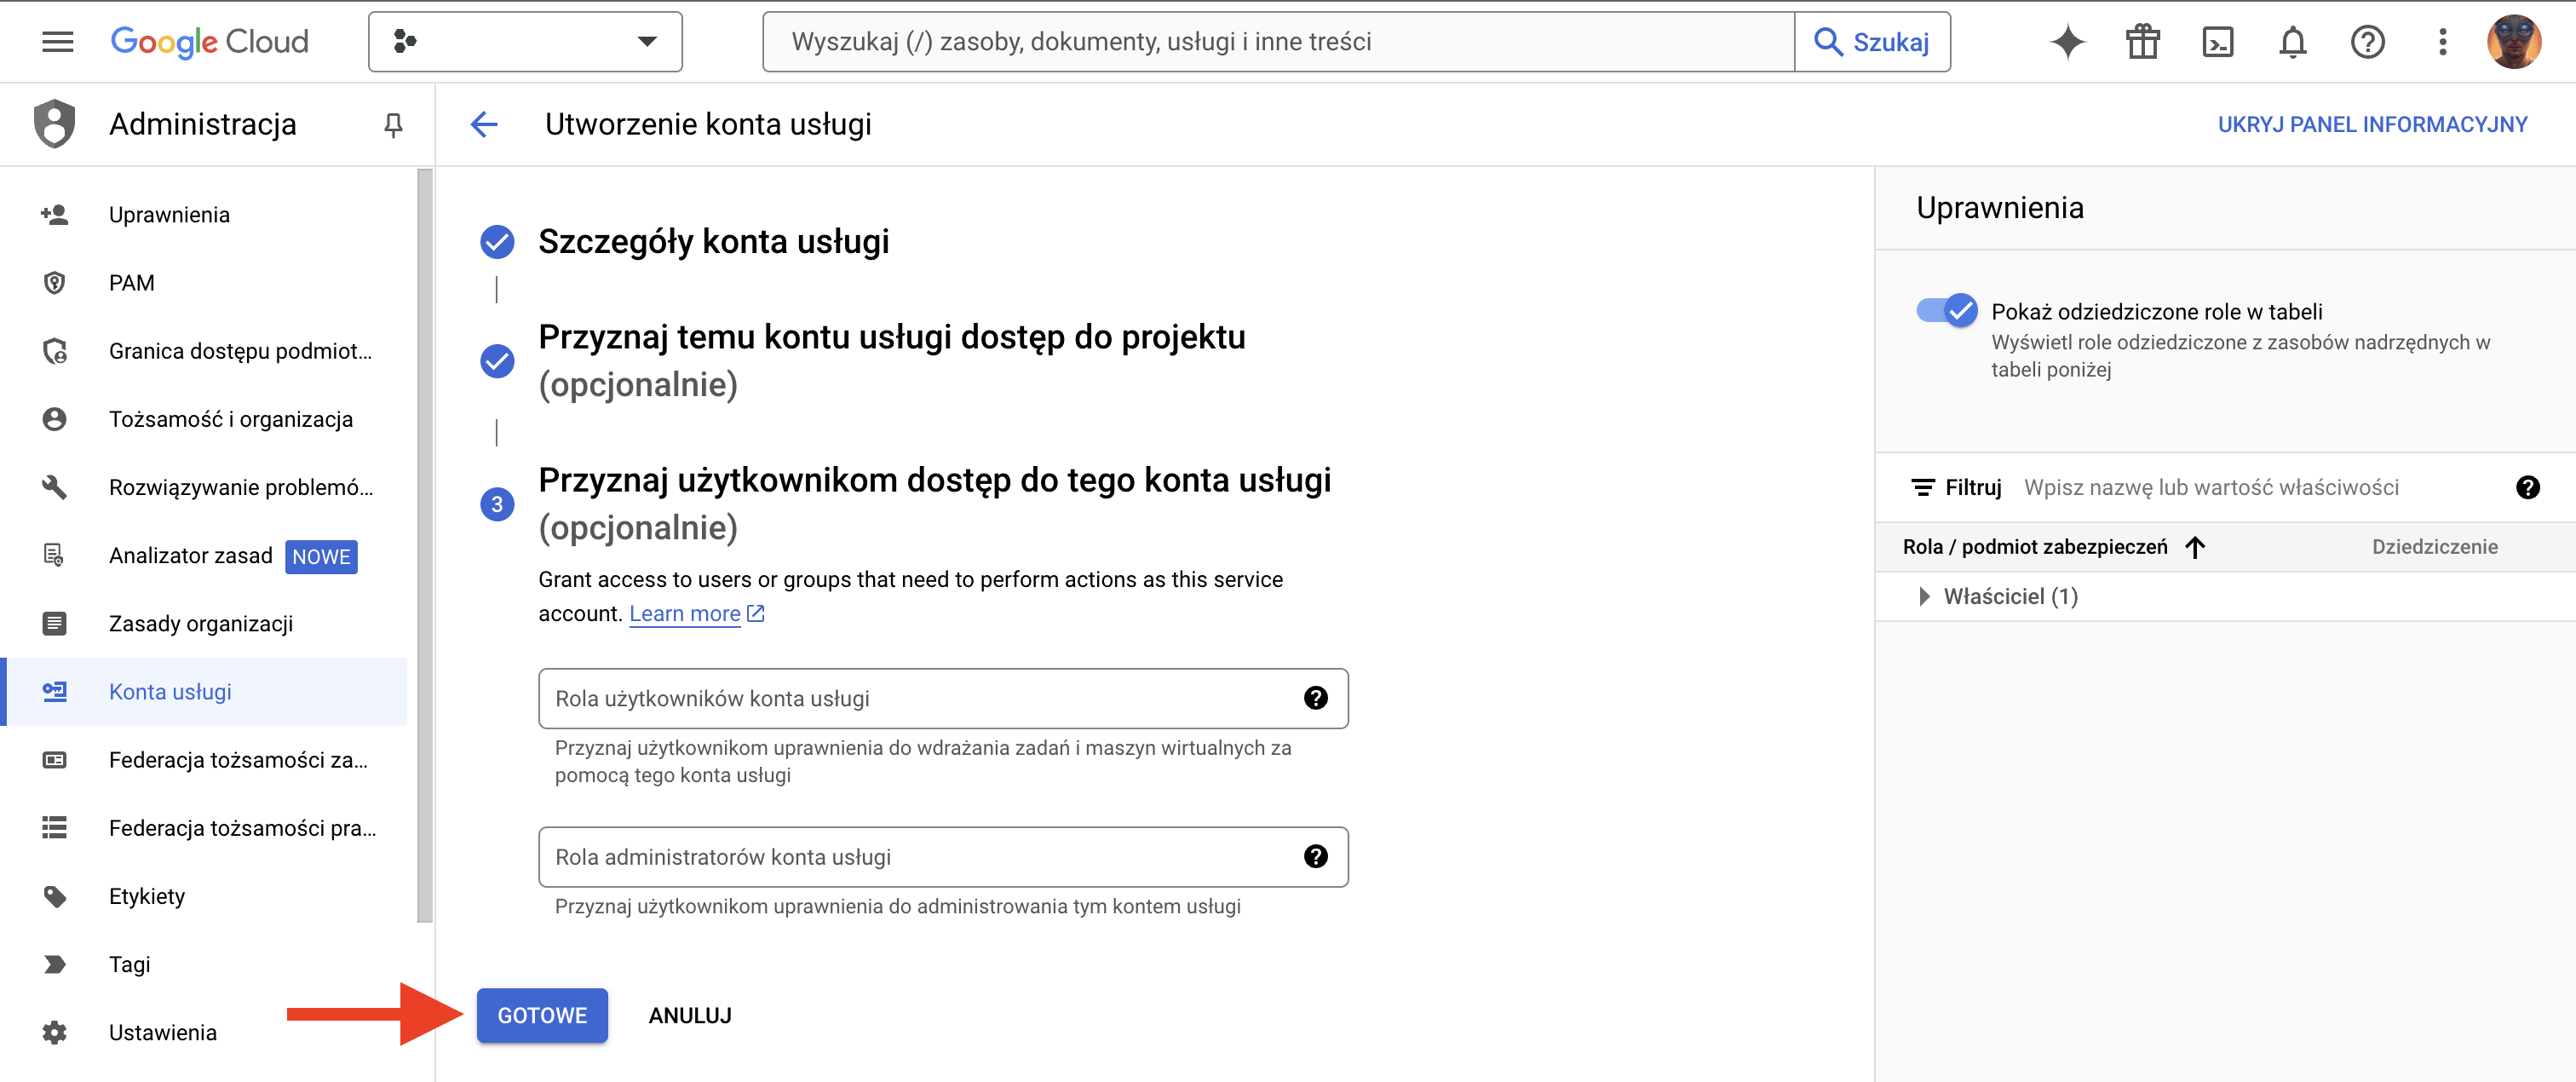 Google Cloud
Wyszukaj (/) zasoby, dokumenty, usługi i inne treści
Szukaj
Administracja
Utworzenie konta usługi
UKRYJ PANEL INFORMACYJNY
Uprawnienia
PAM
Granica dostępu podmiot...
Tożsamość i organizacja
Rozwiązywanie problemó...
Analizator zasad NOWE
Zasady organizacji
Konta usługi
Federacja tożsamości za...
Federacja tożsamości pra...
Etykiety
Tagi
Ustawienia
Szczegóły konta usługi
Przyznaj temu kontu usługi dostęp do projektu
(opcjonalnie)
3
Przyznaj użytkownikom dostęp do tego konta usługi
(opcjonalnie)
Grant access to users or groups that need to perform actions as this service
account. Learn more
Rola użytkowników konta usługi
Przyznaj użytkownikom uprawnienia do wdrażania zadań i maszyn wirtualnych za
pomocą tego konta usługi
Rola administratorów konta usługi
Przyznaj użytkownikom uprawnienia do administrowania tym kontem usługi
GOTOWE
ANULUJ
Uprawnienia
Pokaż odziedziczone role w tabeli
Wyświetl role odziedziczone z zasobów nadrzędnych w
tabeli poniżej
Filtruj Wpisz nazwę lub wartość właściwości
Rola / podmiot zabezpieczeń
Dziedziczenie
Właściciel (1)